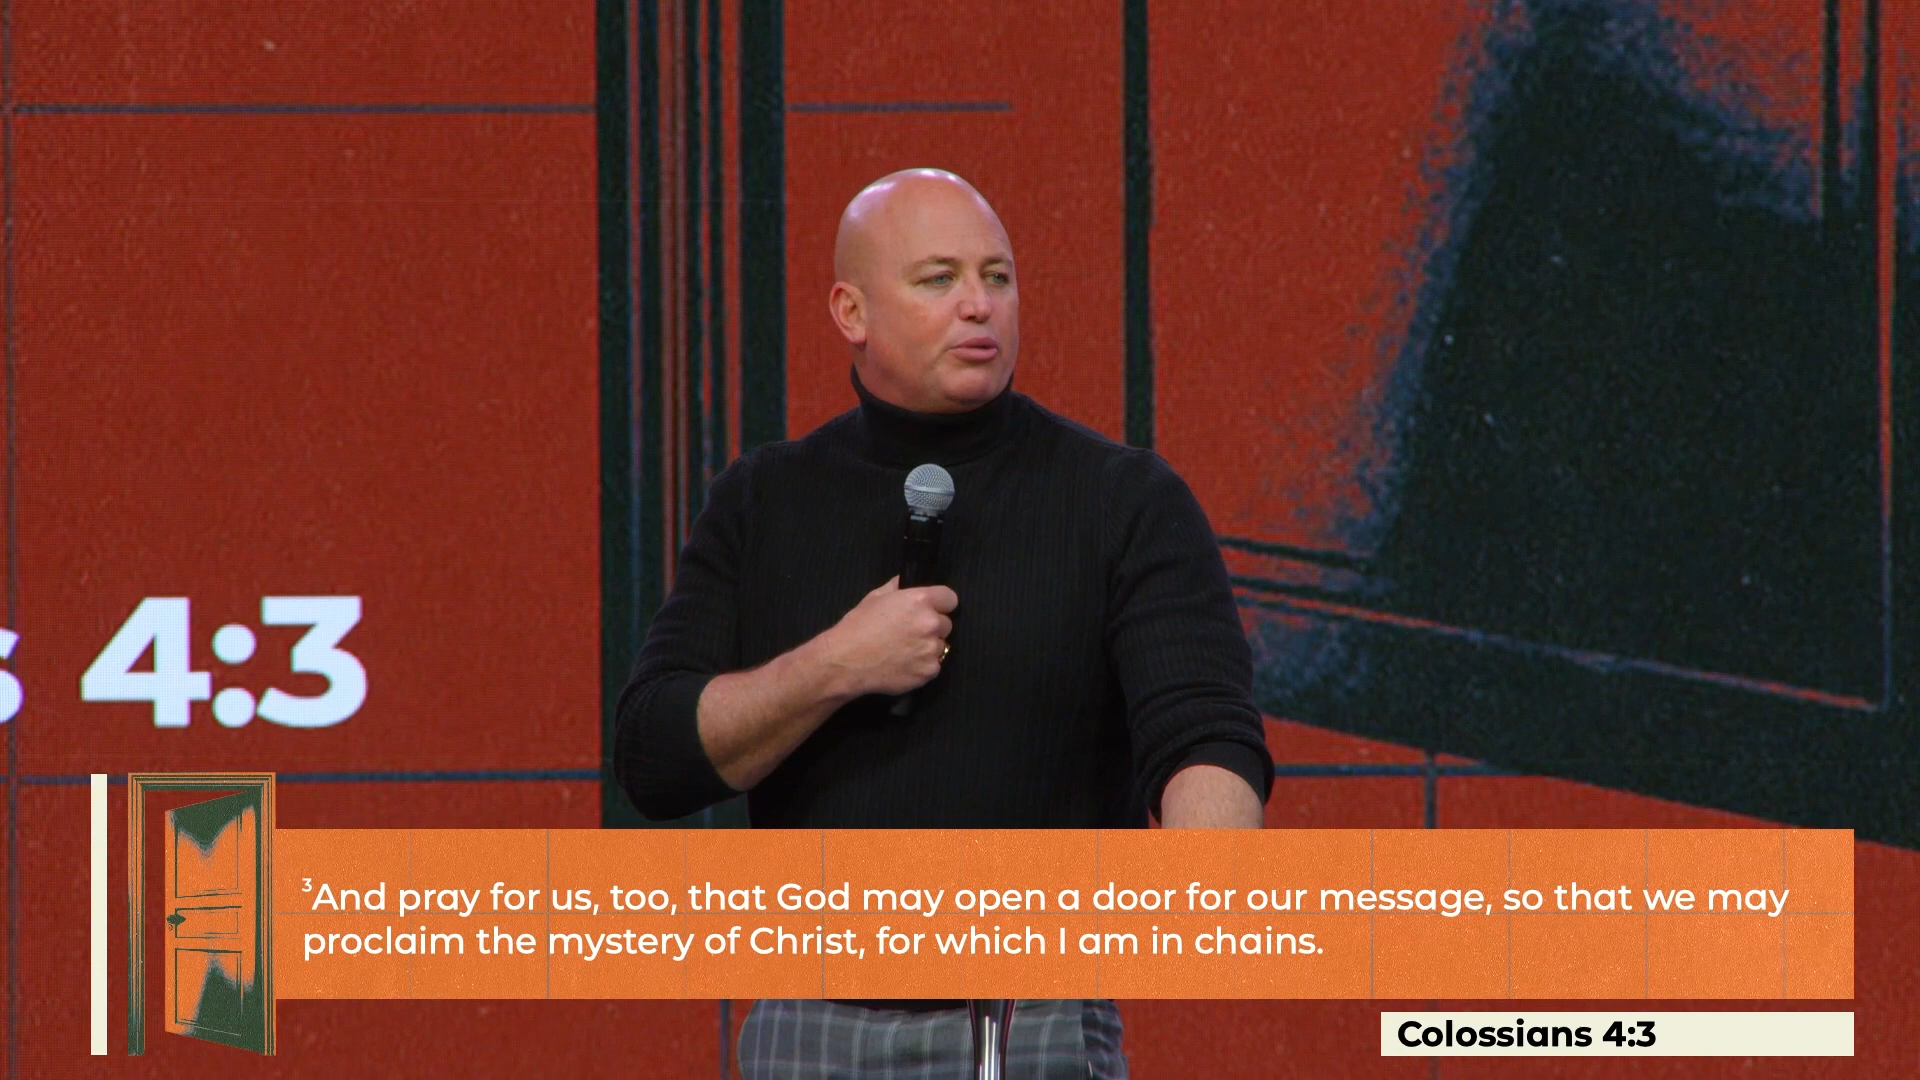 s 4:3
³And pray for us, too, that God may open a door for our message, so that we may
proclaim the mystery of Christ, for which I am in chains.
Colossians 4:3